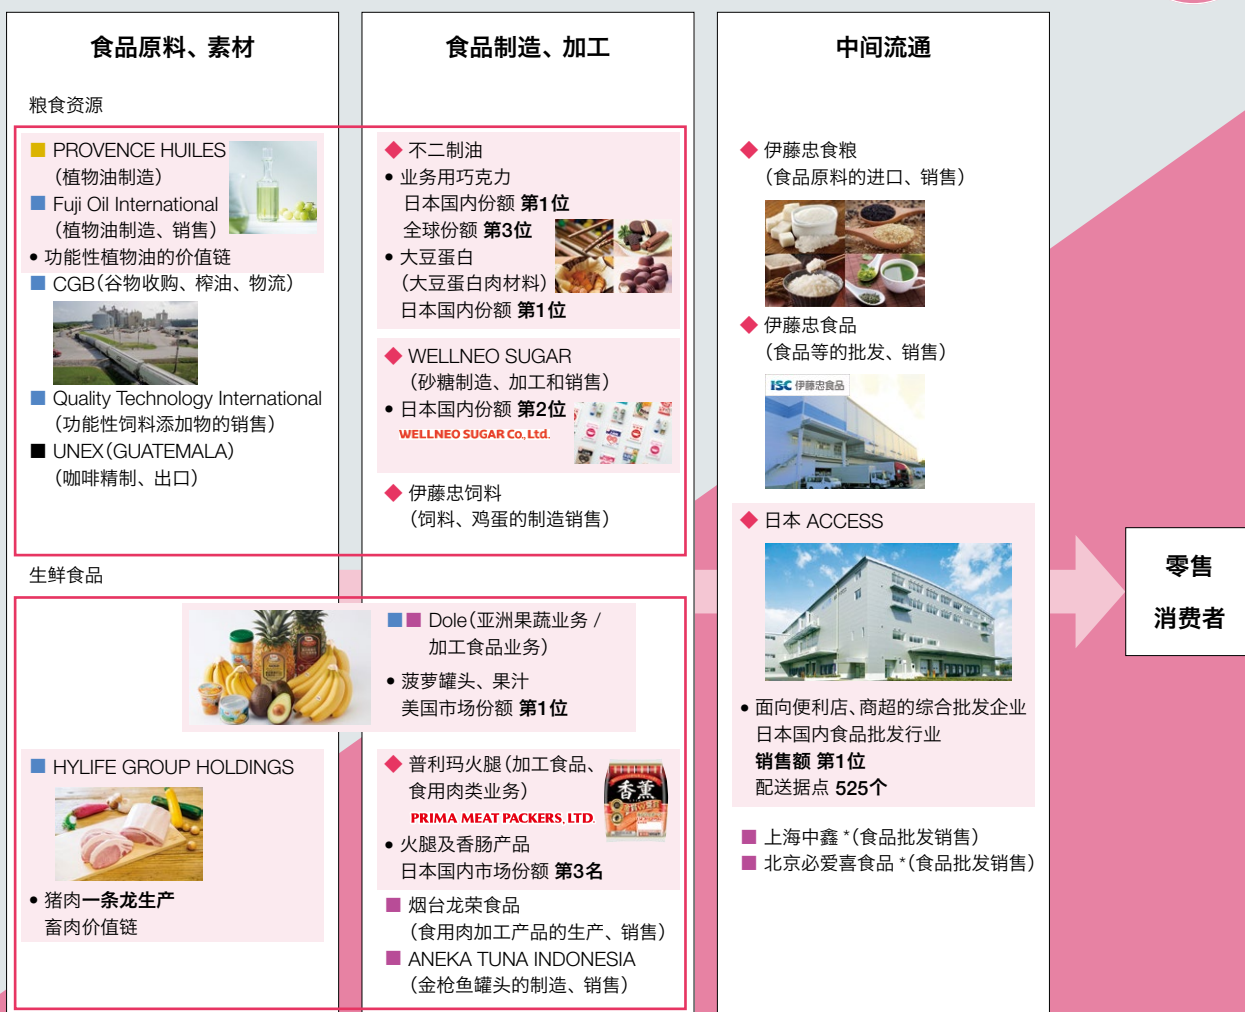 食品原料、素材
粮食资源
■ PROVENCE HUILES
(植物油制造)
■ Fuji Oil International
(植物油制造、销售)
• 功能性植物油的价值链
■ CGB(谷物收购、榨油、物流)
■ Quality Technology International
(功能性饲料添加物的销售)
■ UNEX(GUATEMALA)
(咖啡精制、出口)
食品制造、加工
◆ 不二制油
• 业务用巧克力
日本国内份额 第1位
全球份额 第3位
• 大豆蛋白
(大豆蛋白肉材料)
日本国内份额 第1位
◆ WELLNEO SUGAR
(砂糖制造、加工和销售)
• 日本国内份额 第2位
WELLNEO SUGAR Co., Ltd.
◆ 伊藤忠饲料
(饲料、鸡蛋的制造销售)
生鲜食品
■■ Dole(亚洲果蔬业务 /
加工食品业务)
• 菠萝罐头、果汁
美国市场份额 第1位
■ HYLIFE GROUP HOLDINGS
• 猪肉一条龙生产
畜肉价值链
◆ 普利玛火腿(加工食品、
食用肉类业务)
PRIMA MEAT PACKERS, LTD.
香薫
• 火腿及香肠产品
日本国内市场份额 第3名
■ 烟台龙荣食品
(食用肉加工产品的生产、销售)
■ ANEKA TUNA INDONESIA
(金枪鱼罐头的制造、销售)
中间流通
◆ 伊藤忠食粮
(食品原料的进口、销售)
◆ 伊藤忠食品
(食品等的批发、销售)
ISC 伊藤忠食品
◆ 日本 ACCESS
• 面向便利店、商超的综合批发企业
日本国内食品批发行业
销售额 第1位
配送据点 525个
■ 上海中鑫 *(食品批发销售)
■ 北京必爱喜食品 *(食品批发销售)
零售
消费者